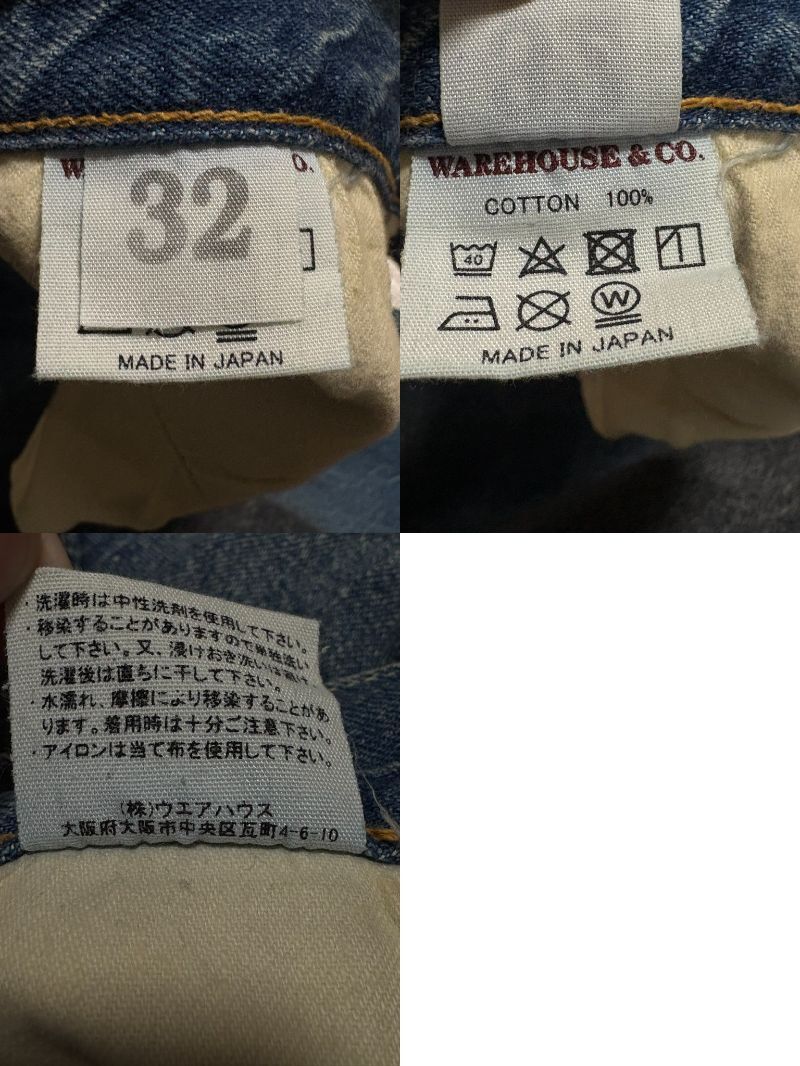 W
O.
32
MADE IN JAPAN
WAREHOUSE & CO.
COTTON 100%
40
W
MADE IN JAPAN
・洗濯時は中性洗剤を使用して下さい。
・移染することがありますので単独洗い
して下さい。又、浸けおき洗いは避け、
洗濯後は直ちに干して下さい。
・水濡れ、摩擦により移染することがあ
ります。着用時は十分ご注意下さい。
・アイロンは当て布を使用して下さい。
(株)ウエアハウス
大阪府大阪市中央区瓦町4-6-10